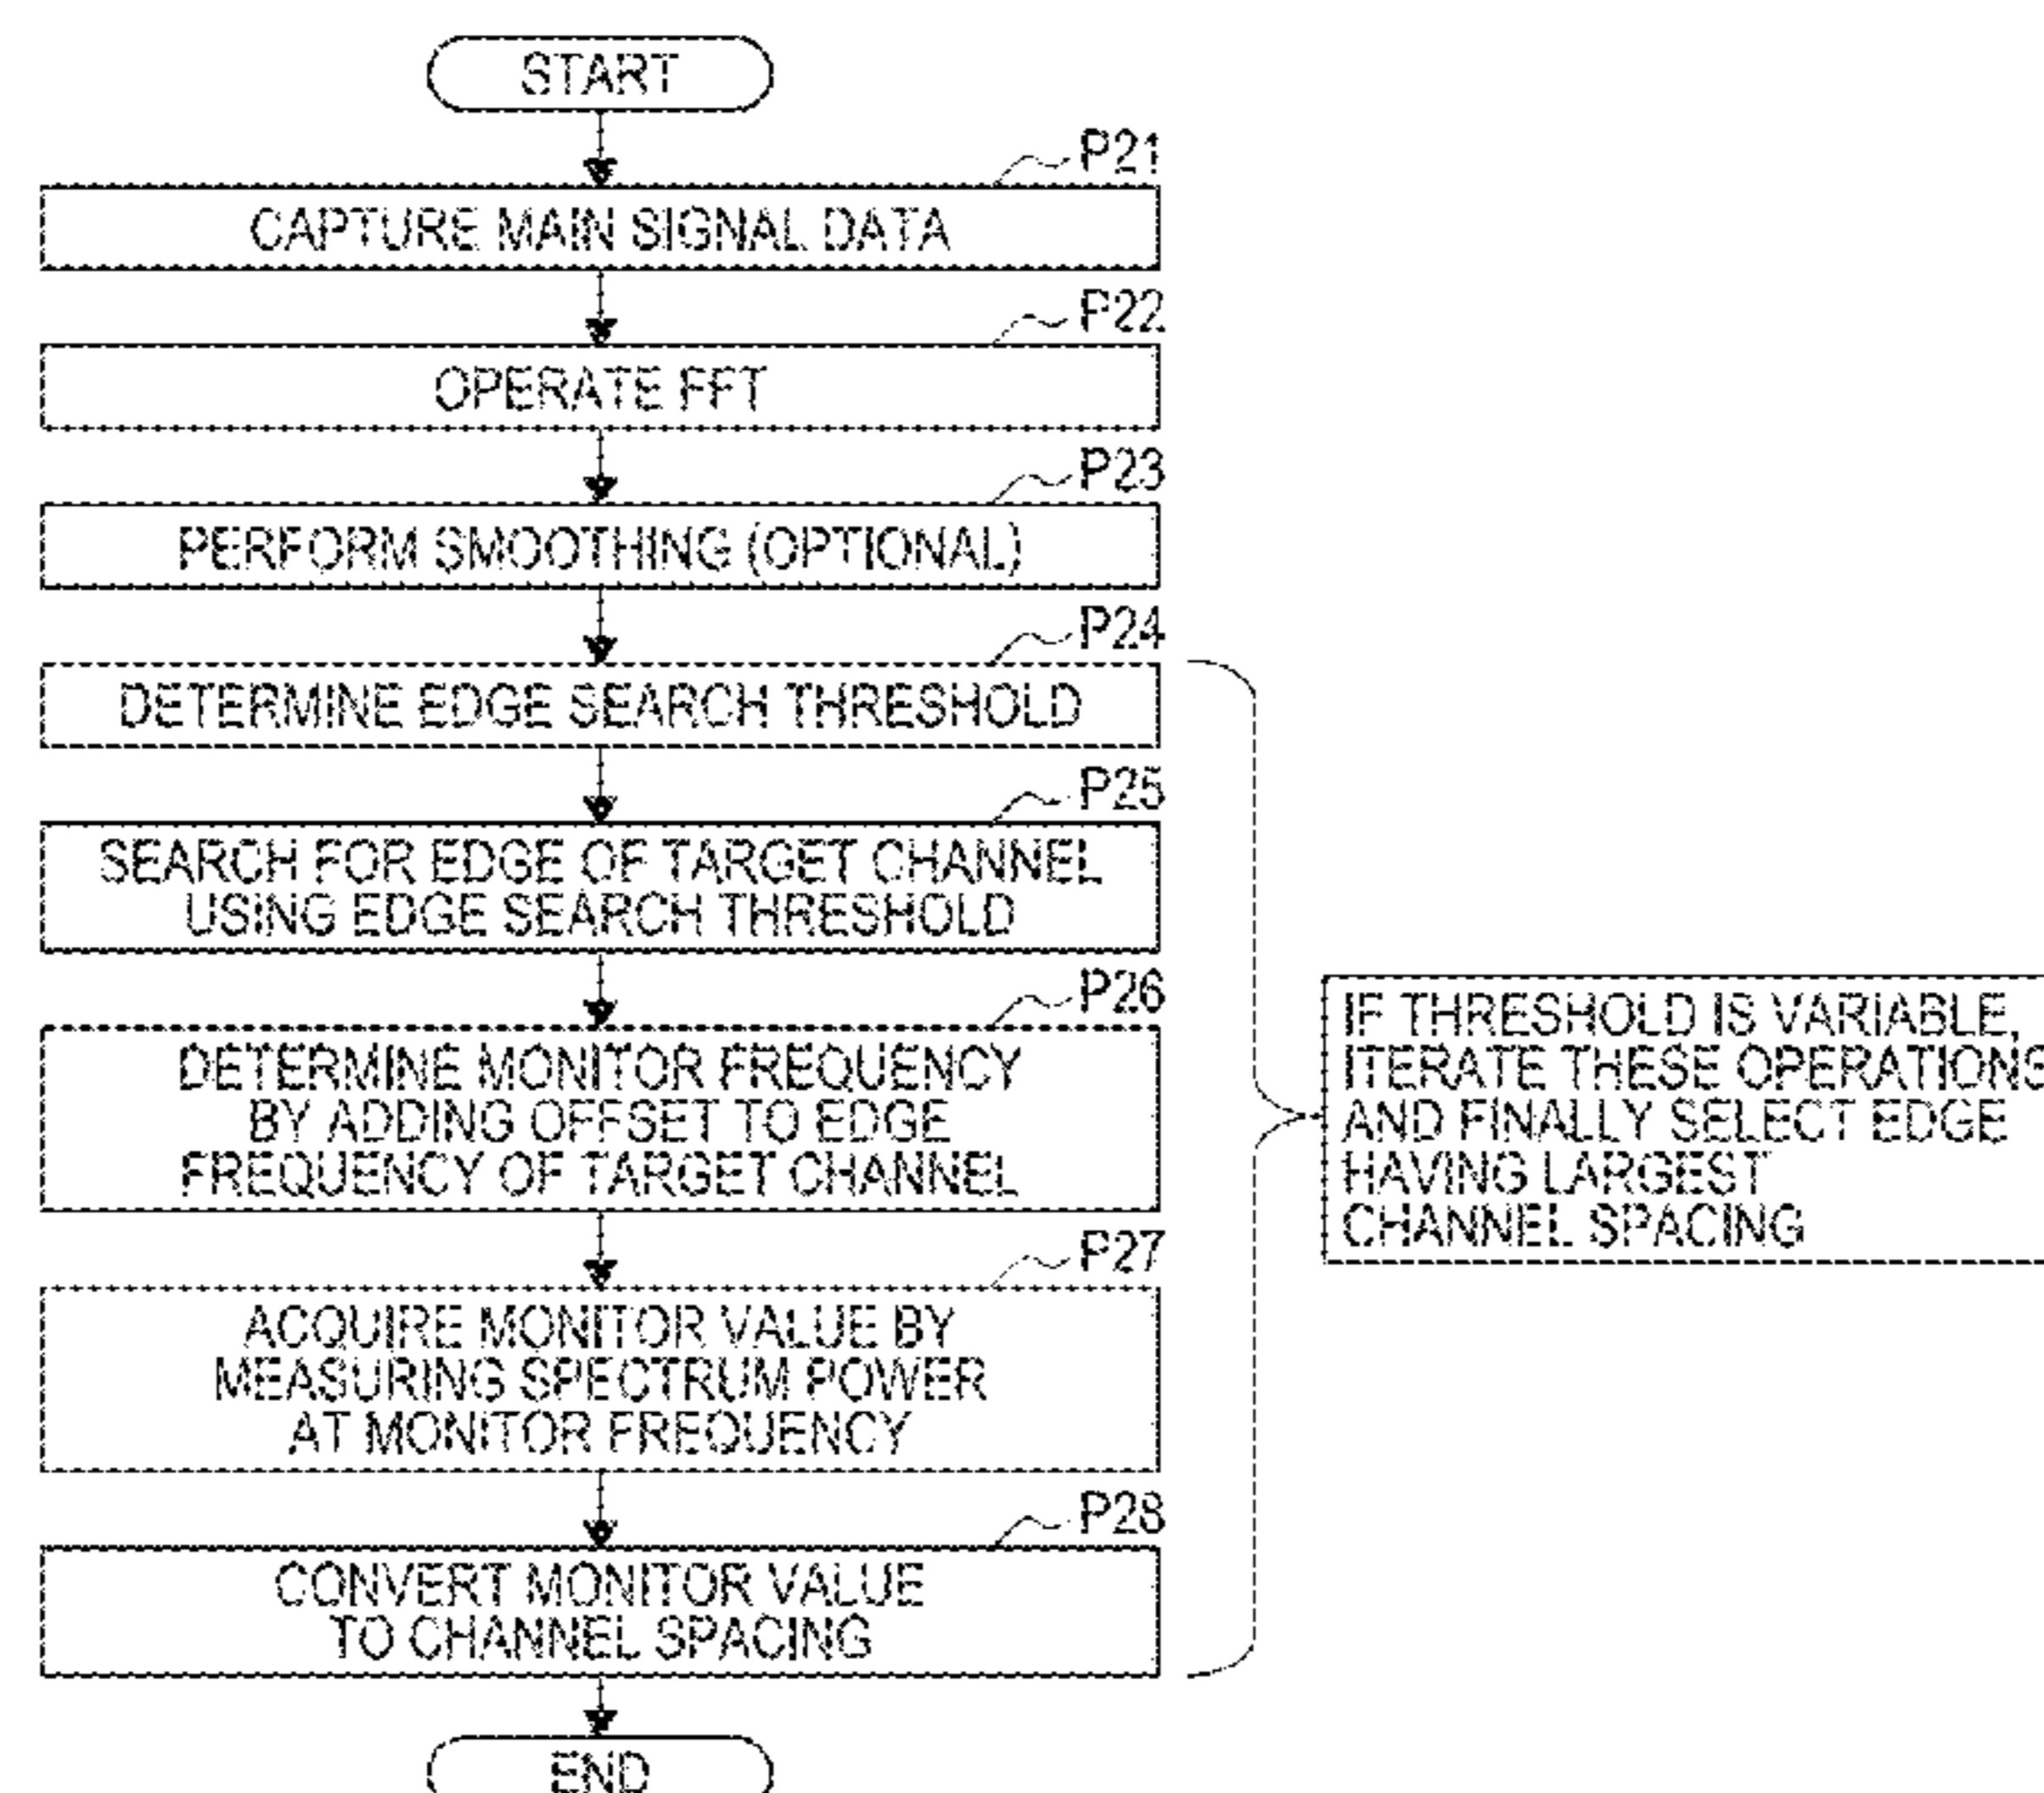 START
P21
CAPTURE MAIN SIGNAL DATA
P22
OPERATE FFT
P23
PERFORM SMOOTHING (OPTIONAL)
P24
DETERMINE EDGE SEARCH THRESHOLD
P25
SEARCH FOR EDGE OF TARGET CHANNEL
USING EDGE SEARCH THRESHOLD
P26
DETERMINE MONITOR FREQUENCY
BY ADDING OFFSET TO EDGE
FREQUENCY OF TARGET CHANNEL
P27
ACQUIRE MONITOR VALUE BY
MEASURING SPECTRUM POWER
AT MONITOR FREQUENCY
P28
CONVERT MONITOR VALUE
TO CHANNEL SPACING
END
IF THRESHOLD IS VARIABLE,
ITERATE THESE OPERATIONS
AND FINALLY SELECT EDGE
HAVING LARGEST
CHANNEL SPACING